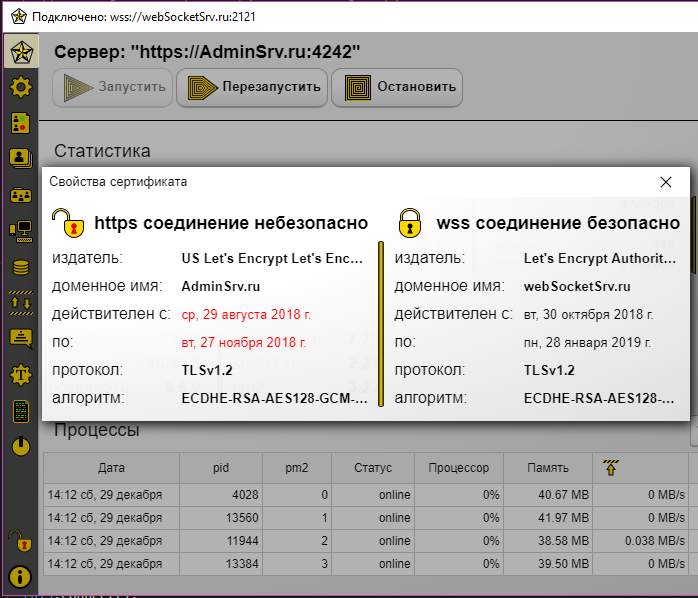 Подключено: wss://webSocketSrv.ru:2121
Сервер: "https://AdminSrv.ru:4242"
Запустить Перезапустить Остановить
Статистика
Свойства сертификата
https соединение небезопасно wss соединение безопасно
издатель: US Let's Encrypt Let's Enc... издатель: Let's Encrypt Authorit...
доменное имя: AdminSrv.ru доменное имя: webSocketSrv.ru
действителен с: ср, 29 августа 2018 г. действителен с: вт, 30 октября 2018 г.
по: вт, 27 ноября 2018 г. по: пн, 28 января 2019 г.
протокол: TLSv1.2 протокол: TLSv1.2
алгоритм: ECDHE-RSA-AES128-GCM-... алгоритм: ECDHE-RSA-AES128-...
Процессы
Дата pid pm2 Статус Процессор Память
14:12 сб, 29 декабря 4028 0 online 0% 40.67 MB 0 MB/s
14:12 сб, 29 декабря 13560 1 online 0% 41.97 MB 0 MB/s
14:12 сб, 29 декабря 11944 2 online 0% 38.58 MB 0.038 MB/s
14:12 сб, 29 декабря 13384 3 online 0% 39.50 MB 0 MB/s